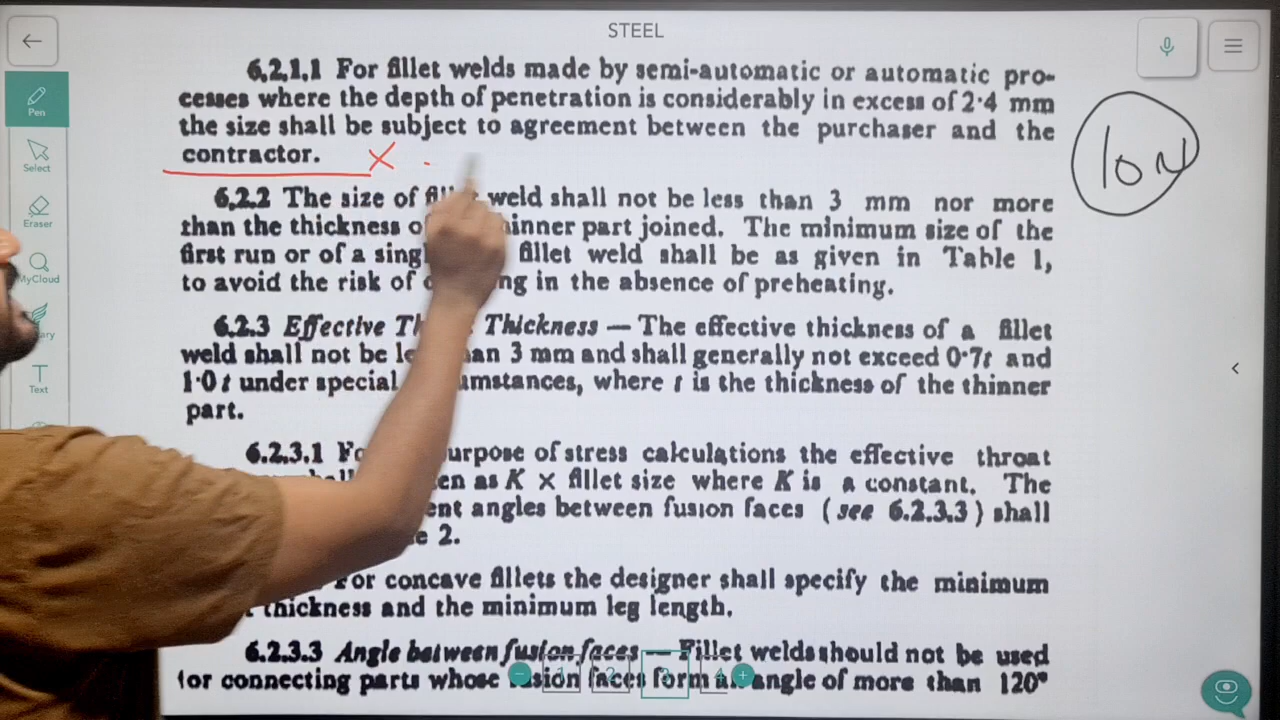 STEEL
Pen
Select
Eraser
MyCloud
Text
6.2.1.1 For fillet welds made by semi-automatic or automatic pro-
cesses where the depth of penetration is considerably in excess of 2·4 mm
the size shall be subject to agreement between the purchaser and the
contractor. X
6.2.2 The size of weld shall not be less than 3 mm nor more
than the thickness part joined. The minimum size of the
first run or of a fillet weld shall be as given in Table 1,
to avoid the risk of in the absence of preheating.
6.2.3 Effective Thickness — The effective thickness of a fillet
weld shall not be 3 mm and shall generally not exceed 0·7t and
1·0 t under special where t is the thickness of the thinner
part.
6.2.3.1 of stress calculations the effective throat
as K × fillet size where K is a constant. The
angles between fusion faces ( see 6.2.3.3 ) shall
2.
For concave fillets the designer shall specify the minimum
thickness and the minimum leg length.
6.2.3.3 Angle between fusion faces — Fillet welds should not be used
for connecting parts whose fusion faces form an angle of more than 120°
1 2 3 4